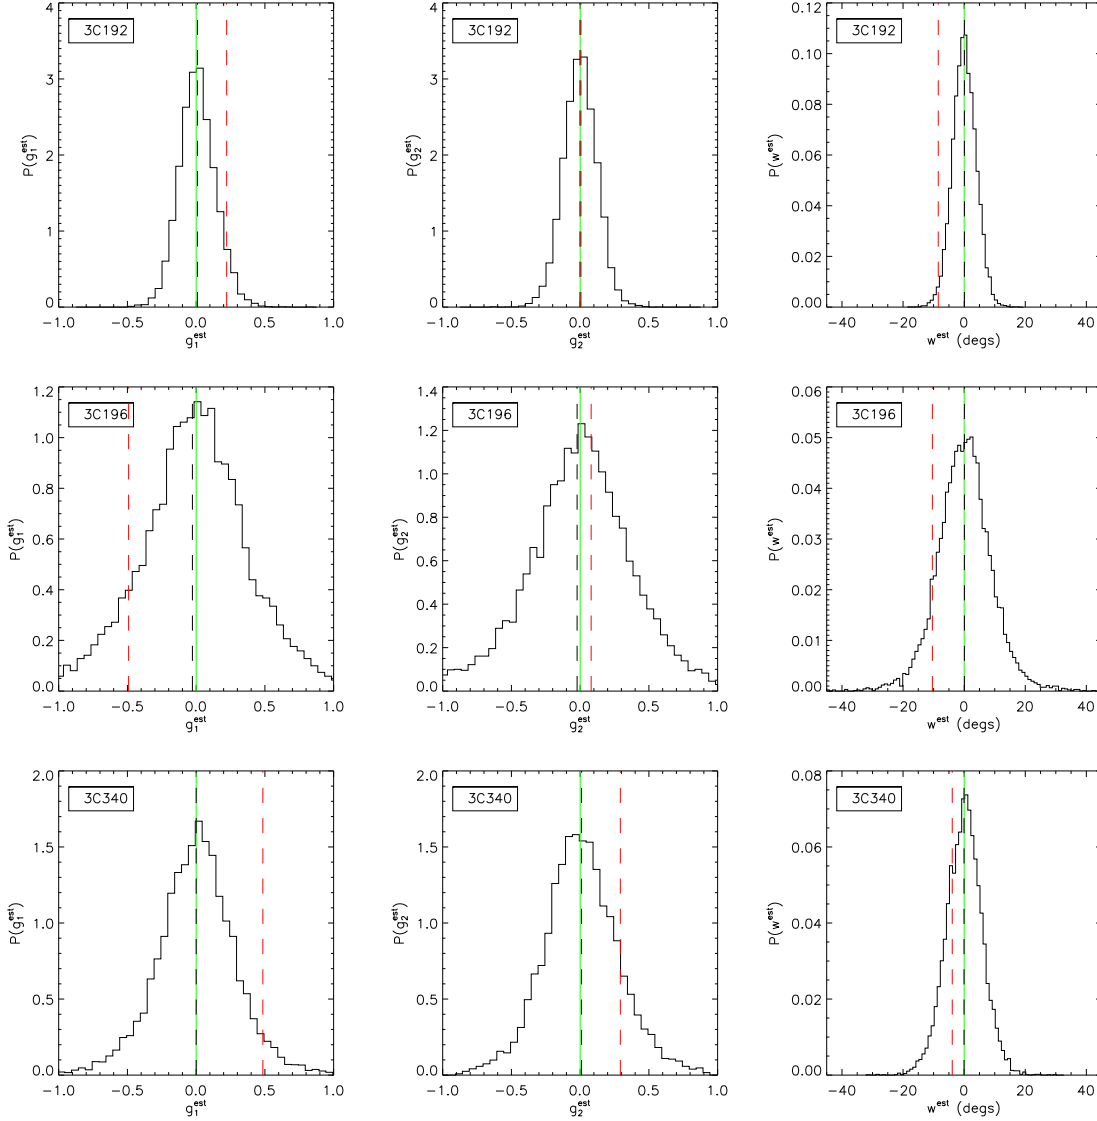 4 3C192 4 3C192 0.12 3C192
0.10
3 3 0.08
P(g₁ᵉˢᵗ) 2 P(g₂ᵉˢᵗ) 2 P(wᵉˢᵗ) 0.06
0.04
1 1 0.02
0 0 0.00
−1.0 −0.5 0.0 0.5 1.0 −1.0 −0.5 0.0 0.5 1.0 −40 −20 0 20 40
g₁ᵉˢᵗ g₂ᵉˢᵗ wᵉˢᵗ (degs)
1.2 3C196 1.4 3C196 0.06 3C196
1.0 1.2 0.05
0.8 1.0 0.04
P(g₁ᵉˢᵗ) 0.6 P(g₂ᵉˢᵗ) 0.8 P(wᵉˢᵗ) 0.03
0.6
0.4 0.4 0.02
0.2 0.2 0.01
0.0 0.0 0.00
−1.0 −0.5 0.0 0.5 1.0 −1.0 −0.5 0.0 0.5 1.0 −40 −20 0 20 40
g₁ᵉˢᵗ g₂ᵉˢᵗ wᵉˢᵗ (degs)
2.0 3C340 2.0 3C340 0.08 3C340
1.5 1.5 0.06
P(g₁ᵉˢᵗ) 1.0 P(g₂ᵉˢᵗ) 1.0 P(wᵉˢᵗ) 0.04
0.5 0.5 0.02
0.0 0.0 0.00
−1.0 −0.5 0.0 0.5 1.0 −1.0 −0.5 0.0 0.5 1.0 −40 −20 0 20 40
g₁ᵉˢᵗ g₂ᵉˢᵗ wᵉˢᵗ (degs)